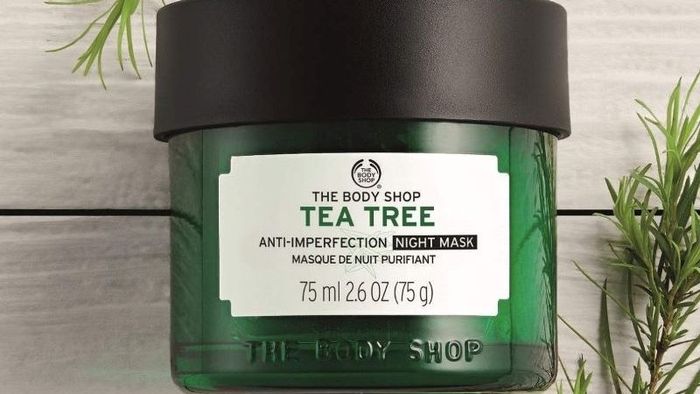 THE
BODY
SHOP
THE BODY SHOP
TEA TREE
ANTI-IMPERFECTION NIGHT MASK
MASQUE DE NUIT PURIFIANT
75 ml 2.6 OZ (75 g)
THE BODY SHOP